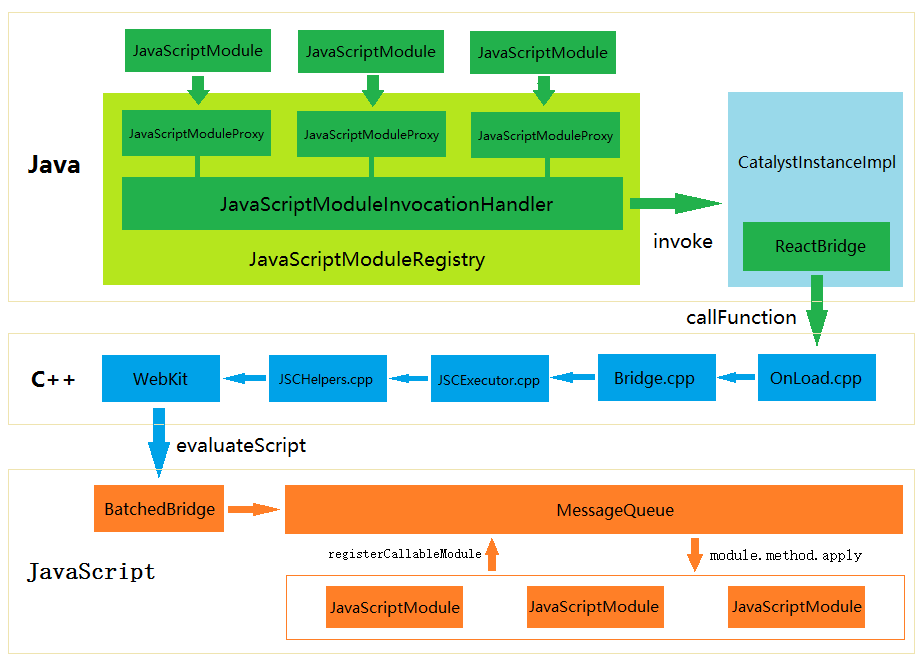 JavaScriptModule
JavaScriptModule
JavaScriptModule
JavaScriptModuleProxy
JavaScriptModuleProxy
JavaScriptModuleProxy
Java
CatalystInstanceImpl
JavaScriptModuleInvocationHandler
invoke
ReactBridge
JavaScriptModuleRegistry
callFunction
C++
WebKit
JSCHelpers.cpp
JSCExecutor.cpp
Bridge.cpp
OnLoad.cpp
evaluateScript
BatchedBridge
MessageQueue
registerCallableModule
module.method.apply
JavaScript
JavaScriptModule
JavaScriptModule
JavaScriptModule